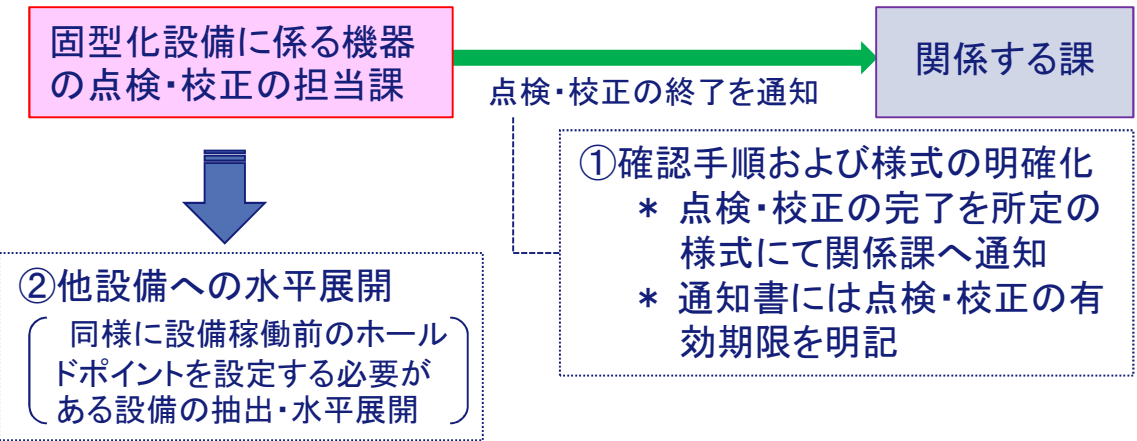 固型化設備に係る機器
の点検・校正の担当課
点検・校正の終了を通知
関係する課
①確認手順および様式の明確化
* 点検・校正の完了を所定の
様式にて関係課へ通知
* 通知書には点検・校正の有
効期限を明記
②他設備への水平展開
同様に設備稼働前のホール
ドポイントを設定する必要が
ある設備の抽出・水平展開